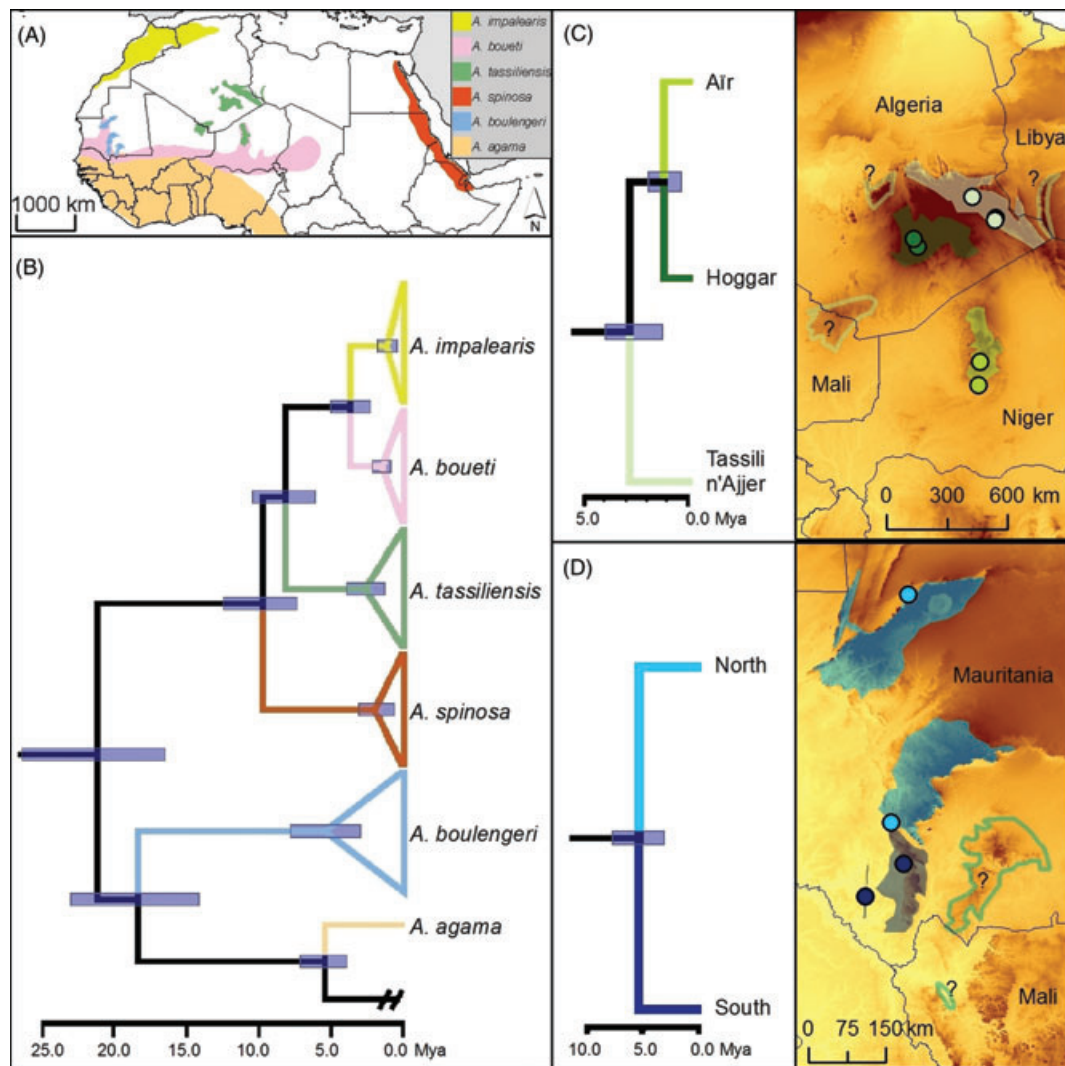 (A)
A. impalearis
A. boueti
A. tassiliensis
A. spinosa
A. boulengeri
A. agama
1000 km
N
(B)
A. impalearis
A. boueti
A. tassiliensis
A. spinosa
A. boulengeri
A. agama
25.0 20.0 15.0 10.0 5.0 0.0 Mya
(C)
Aïr
Hoggar
Tassili
n'Ajjer
5.0 0.0 Mya
Algeria
Libya
?
?
?
Mali
Niger
0 300 600 km
(D)
North
South
10.0 5.0 0.0 Mya
Mauritania
?
?
Mali
0 75 150 km